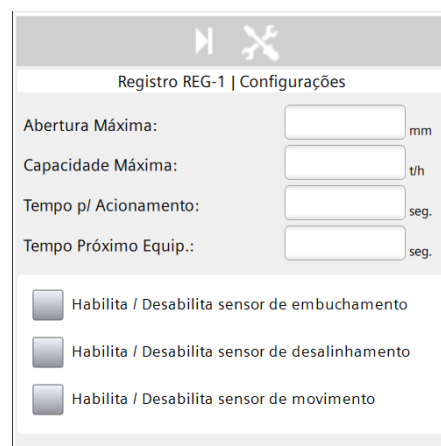 Registro REG-1 | Configurações
Abertura Máxima: mm
Capacidade Máxima: t/h
Tempo p/ Acionamento: seg.
Tempo Próximo Equip.: seg.
Habilita / Desabilita sensor de embuchamento
Habilita / Desabilita sensor de desalinhamento
Habilita / Desabilita sensor de movimento